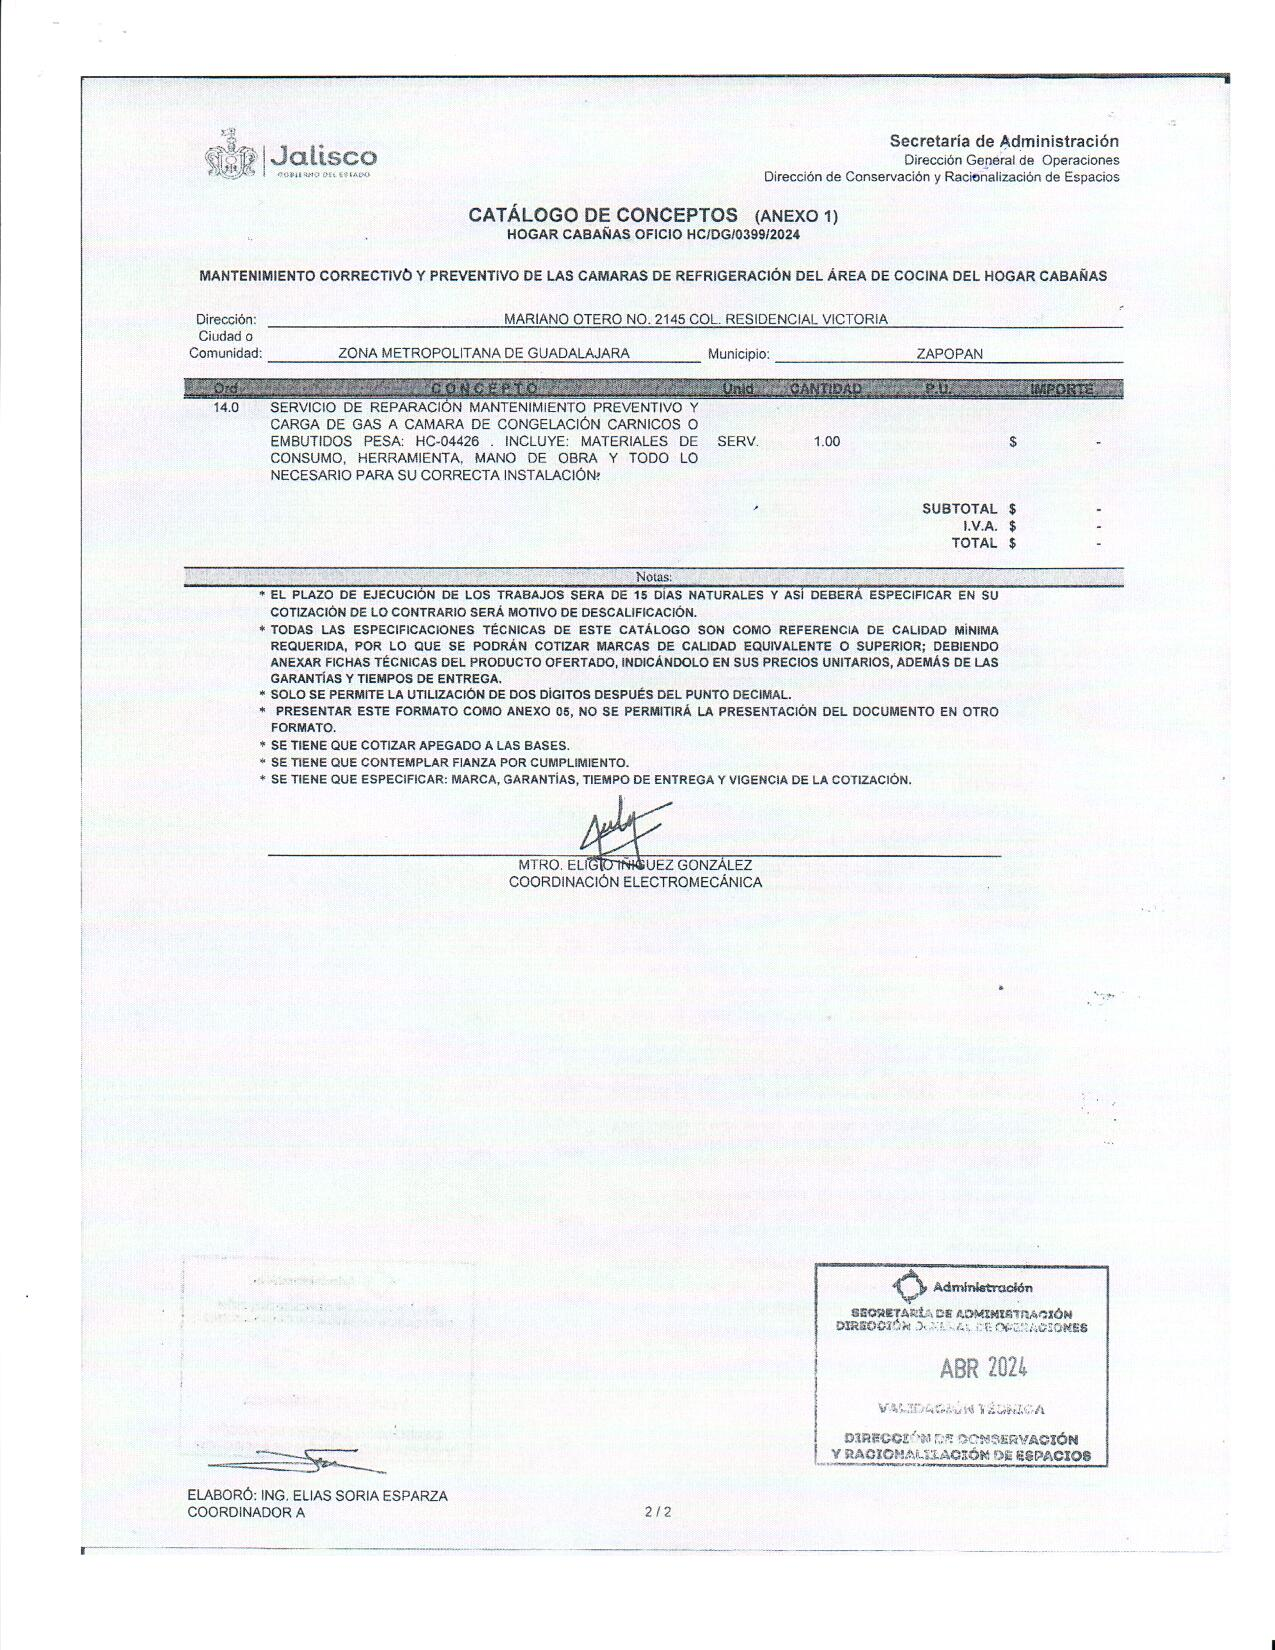 Jalisco
GOBIERNO DEL ESTADO
Secretaría de Administración
Dirección General de Operaciones
Dirección de Conservación y Racionalización de Espacios
CATÁLOGO DE CONCEPTOS (ANEXO 1)
HOGAR CABAÑAS OFICIO HC/DG/0399/2024
MANTENIMIENTO CORRECTIVO Y PREVENTIVO DE LAS CAMARAS DE REFRIGERACIÓN DEL ÁREA DE COCINA DEL HOGAR CABAÑAS
Dirección: MARIANO OTERO NO. 2145 COL. RESIDENCIAL VICTORIA
Ciudad o
Comunidad: ZONA METROPOLITANA DE GUADALAJARA Municipio: ZAPOPAN
Ord. CONCEPTO Unid CANTIDAD P.U. IMPORTE
14.0 SERVICIO DE REPARACIÓN MANTENIMIENTO PREVENTIVO Y
CARGA DE GAS A CAMARA DE CONGELACIÓN CARNICOS O
EMBUTIDOS PESA: HC-04426 . INCLUYE: MATERIALES DE SERV. 1.00 $ -
CONSUMO, HERRAMIENTA, MANO DE OBRA Y TODO LO
NECESARIO PARA SU CORRECTA INSTALACIÓN.
SUBTOTAL $ -
I.V.A. $ -
TOTAL $ -
Notas:
* EL PLAZO DE EJECUCIÓN DE LOS TRABAJOS SERA DE 15 DÍAS NATURALES Y ASÍ DEBERÁ ESPECIFICAR EN SU
COTIZACIÓN DE LO CONTRARIO SERÁ MOTIVO DE DESCALIFICACIÓN.
* TODAS LAS ESPECIFICACIONES TÉCNICAS DE ESTE CATÁLOGO SON COMO REFERENCIA DE CALIDAD MÍNIMA
REQUERIDA, POR LO QUE SE PODRÁN COTIZAR MARCAS DE CALIDAD EQUIVALENTE O SUPERIOR; DEBIENDO
ANEXAR FICHAS TÉCNICAS DEL PRODUCTO OFERTADO, INDICÁNDOLO EN SUS PRECIOS UNITARIOS, ADEMÁS DE LAS
GARANTÍAS Y TIEMPOS DE ENTREGA.
* SOLO SE PERMITE LA UTILIZACIÓN DE DOS DÍGITOS DESPUÉS DEL PUNTO DECIMAL.
* PRESENTAR ESTE FORMATO COMO ANEXO 05, NO SE PERMITIRÁ LA PRESENTACIÓN DEL DOCUMENTO EN OTRO
FORMATO.
* SE TIENE QUE COTIZAR APEGADO A LAS BASES.
* SE TIENE QUE CONTEMPLAR FIANZA POR CUMPLIMIENTO.
* SE TIENE QUE ESPECIFICAR: MARCA, GARANTÍAS, TIEMPO DE ENTREGA Y VIGENCIA DE LA COTIZACIÓN.
MTRO. ELIGIO IÑIGUEZ GONZÁLEZ
COORDINACIÓN ELECTROMECÁNICA
Administración
SECRETARÍA DE ADMINISTRACIÓN
DIRECCIÓN GENERAL DE OPERACIONES
ABR 2024
VALIDACIÓN TÉCNICA
DIRECCIÓN DE CONSERVACIÓN
Y RACIONALIZACIÓN DE ESPACIOS
ELABORÓ: ING. ELIAS SORIA ESPARZA
COORDINADOR A
2 / 2